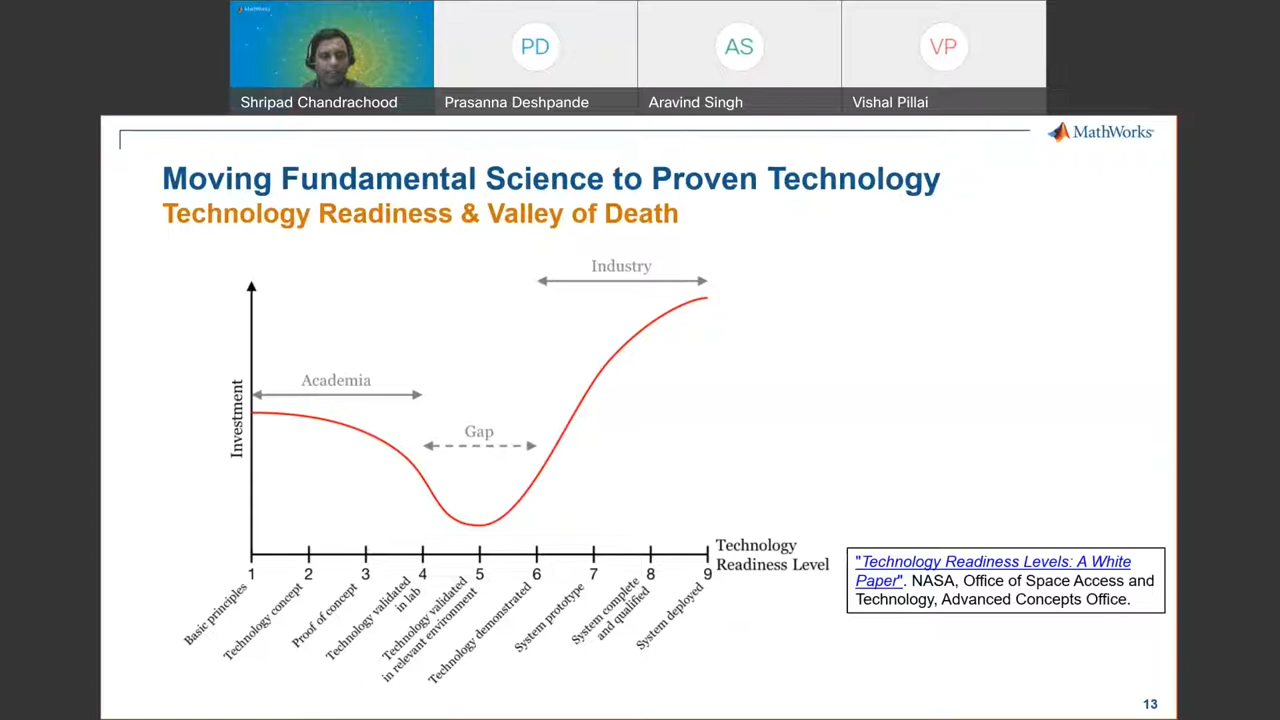 MathWorks
PD
AS
VP
Shripad Chandrachood
Prasanna Deshpande
Aravind Singh
Vishal Pillai
MathWorks
Moving Fundamental Science to Proven Technology
Technology Readiness & Valley of Death
Industry
Academia
Gap
Investment
Technology
Readiness Level
1
2
3
4
5
6
7
8
9
Basic principles
Technology concept
Proof of concept
Technology validated
in lab
Technology validated
in relevant environment
Technology demonstrated
System prototype
System complete
and qualified
System deployed
"Technology Readiness Levels: A White
Paper". NASA, Office of Space Access and
Technology, Advanced Concepts Office.
13